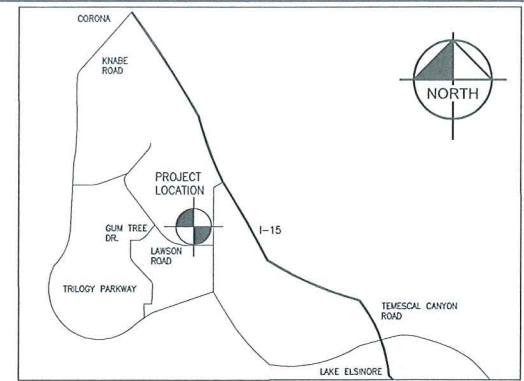 CORONA
KNABE
ROAD
NORTH
PROJECT
LOCATION
GUM TREE
DR.
LAWSON
ROAD
I-15
TRILOGY PARKWAY
TEMESCAL CANYON
ROAD
LAKE ELSINORE